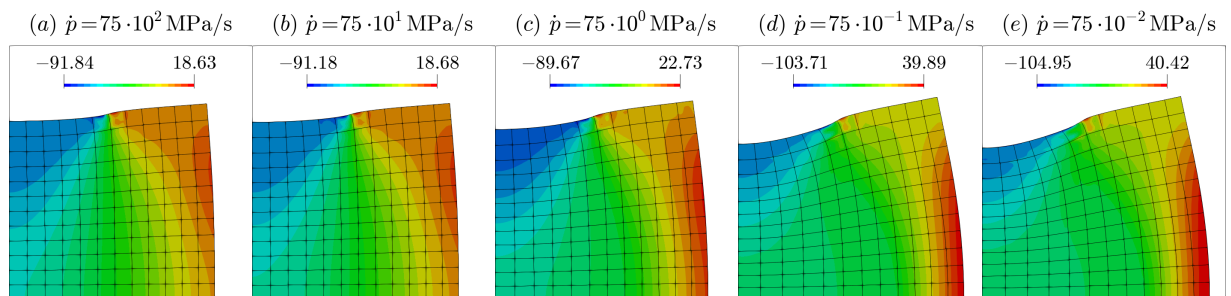 (a) ṗ=75·10² MPa/s (b) ṗ=75·10¹ MPa/s (c) ṗ=75·10⁰ MPa/s (d) ṗ=75·10⁻¹ MPa/s (e) ṗ=75·10⁻² MPa/s
−91.84 18.63 −91.18 18.68 −89.67 22.73 −103.71 39.89 −104.95 40.42